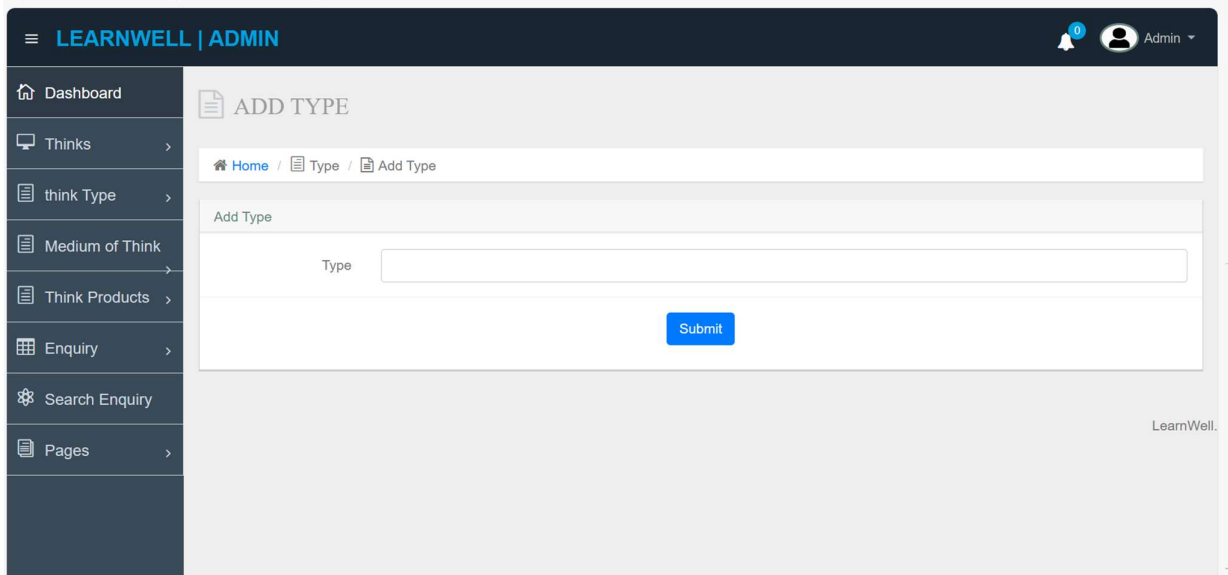 LEARNWELL | ADMIN
0
Admin
Dashboard
Thinks
think Type
Medium of Think
Think Products
Enquiry
Search Enquiry
Pages
ADD TYPE
Home / Type / Add Type
Add Type
Type
Submit
LearnWell.